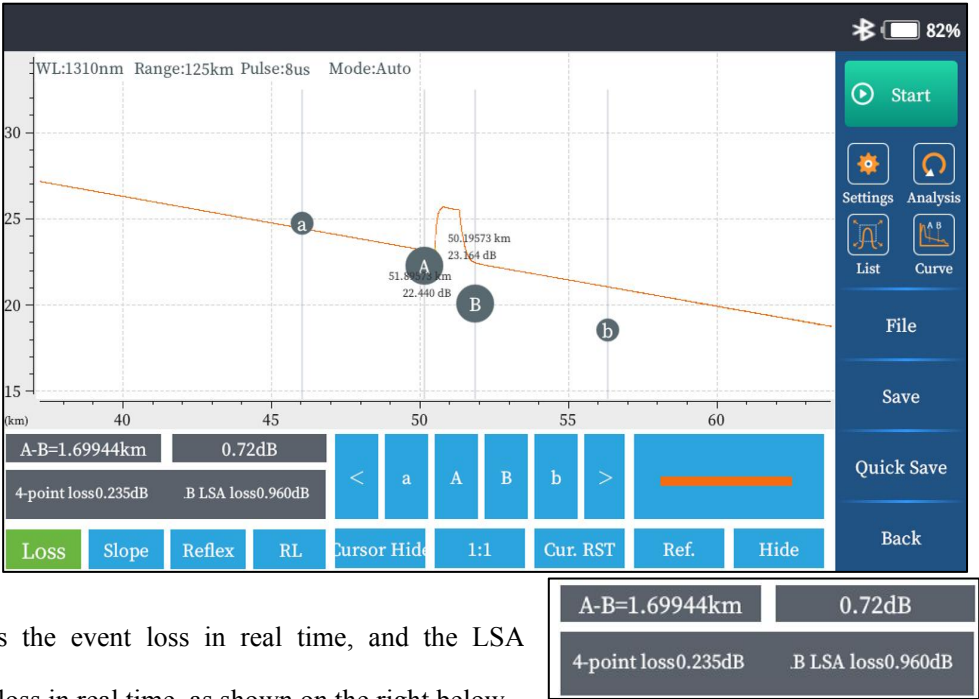 82%
WL:1310nm Range:125km Pulse:8us Mode:Auto
Start
30
Settings Analysis
25
a
50.19573 km
23.164 dB
A
A B
List Curve
km
22.440 dB
B
20
b
File
15
Save
(km) 40 45 50 55 60
A-B=1.69944km 0.72dB
< a A B b >
4-point loss0.235dB .B LSA loss0.960dB
Quick Save
Loss Slope Reflex RL Cursor Hide 1:1 Cur. RST Ref. Hide
Back
A-B=1.69944km 0.72dB
s the event loss in real time, and the LSA
4-point loss0.235dB .B LSA loss0.960dB
loss in real time, as shown on the right below